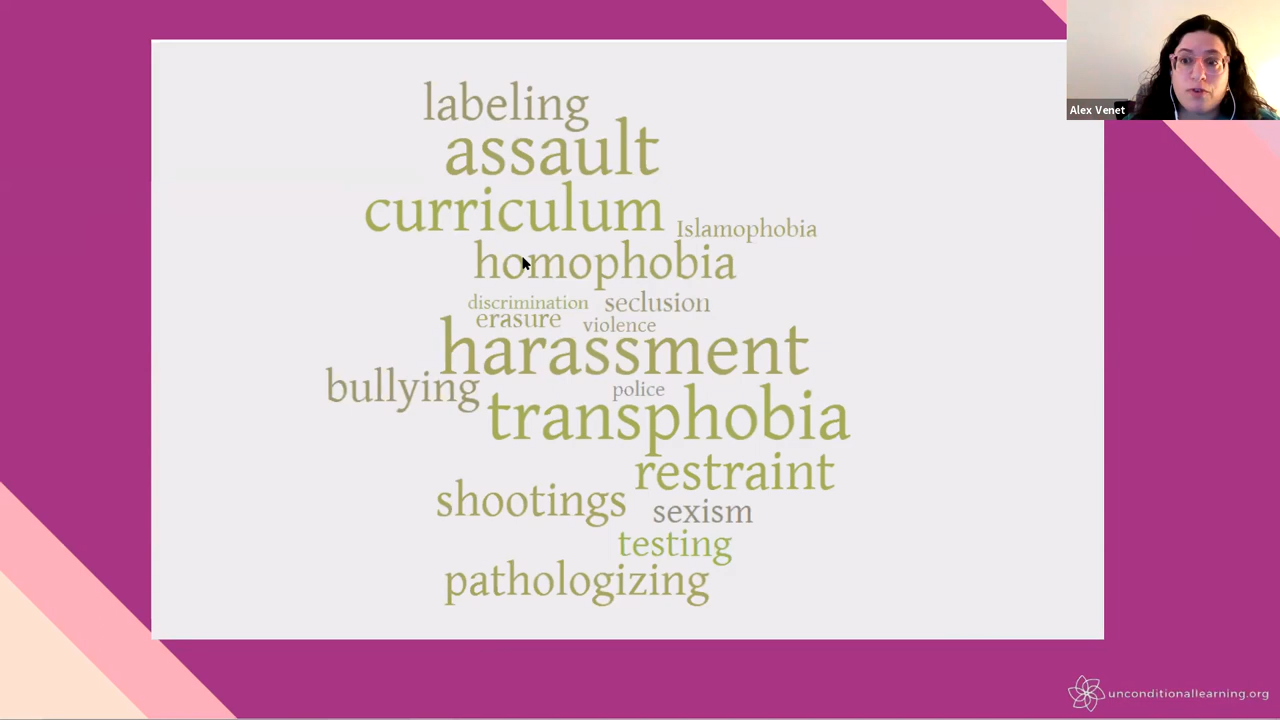 Alex Venet
labeling
assault
curriculum
Islamophobia
homophobia
discrimination
seclusion
erasure
violence
harassment
bullying
police
transphobia
restraint
shootings
sexism
testing
pathologizing
unconditionallearning.org